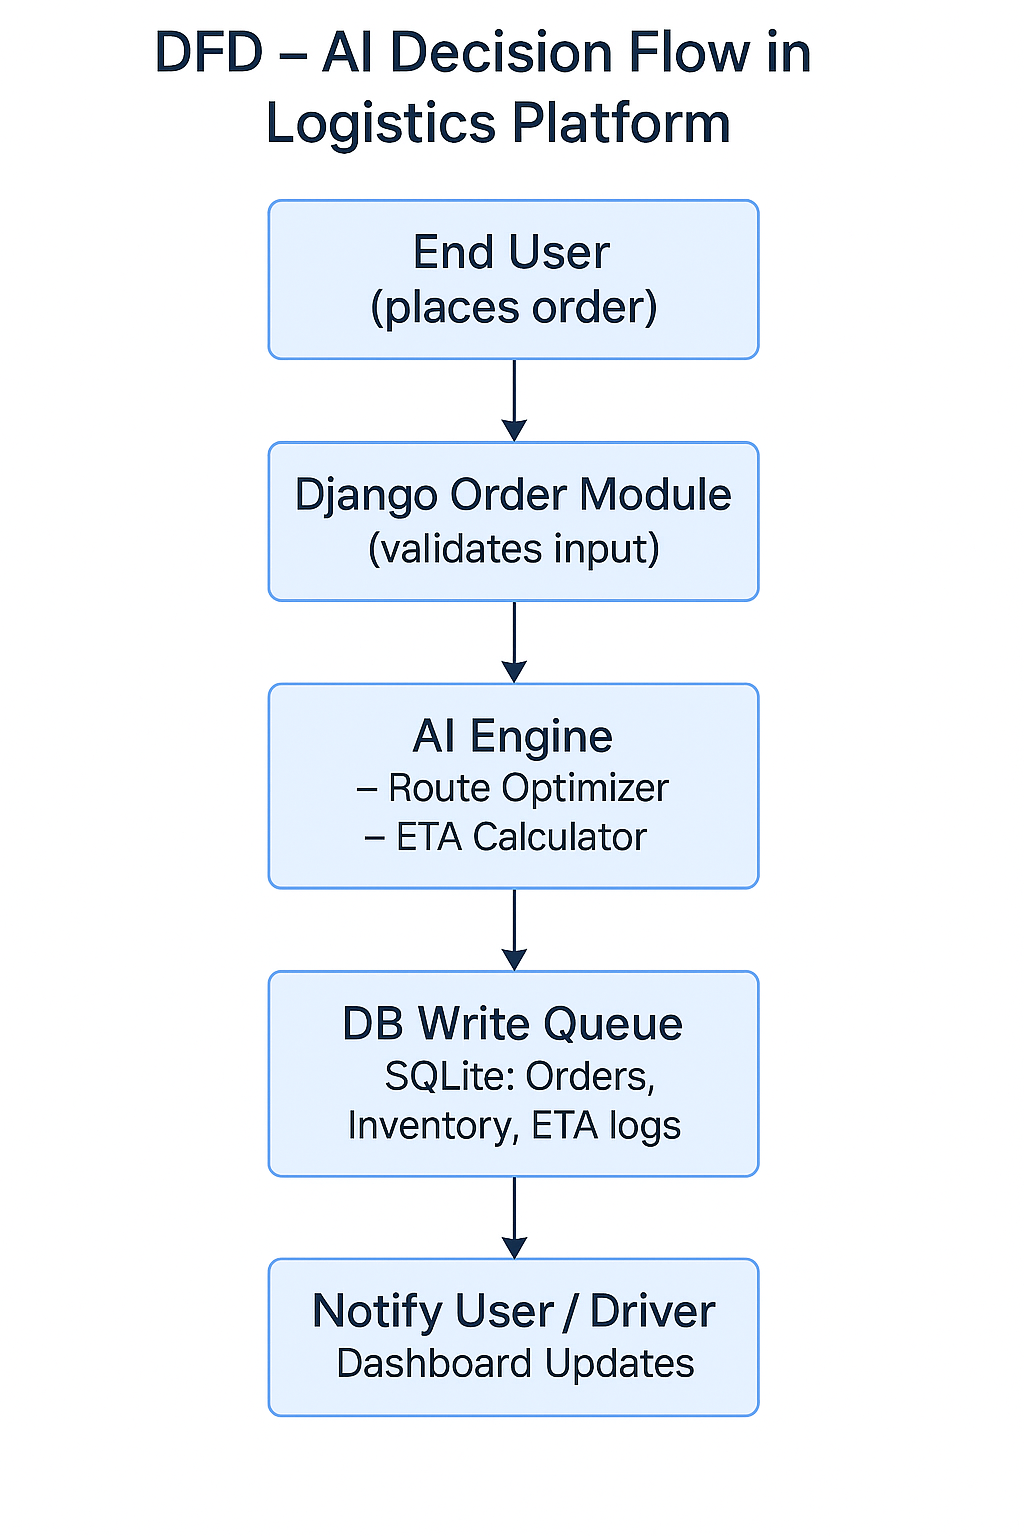 DFD – AI Decision Flow in
Logistics Platform
End User
(places order)
Django Order Module
(validates input)
AI Engine
– Route Optimizer
– ETA Calculator
DB Write Queue
SQLite: Orders,
Inventory, ETA logs
Notify User / Driver
Dashboard Updates